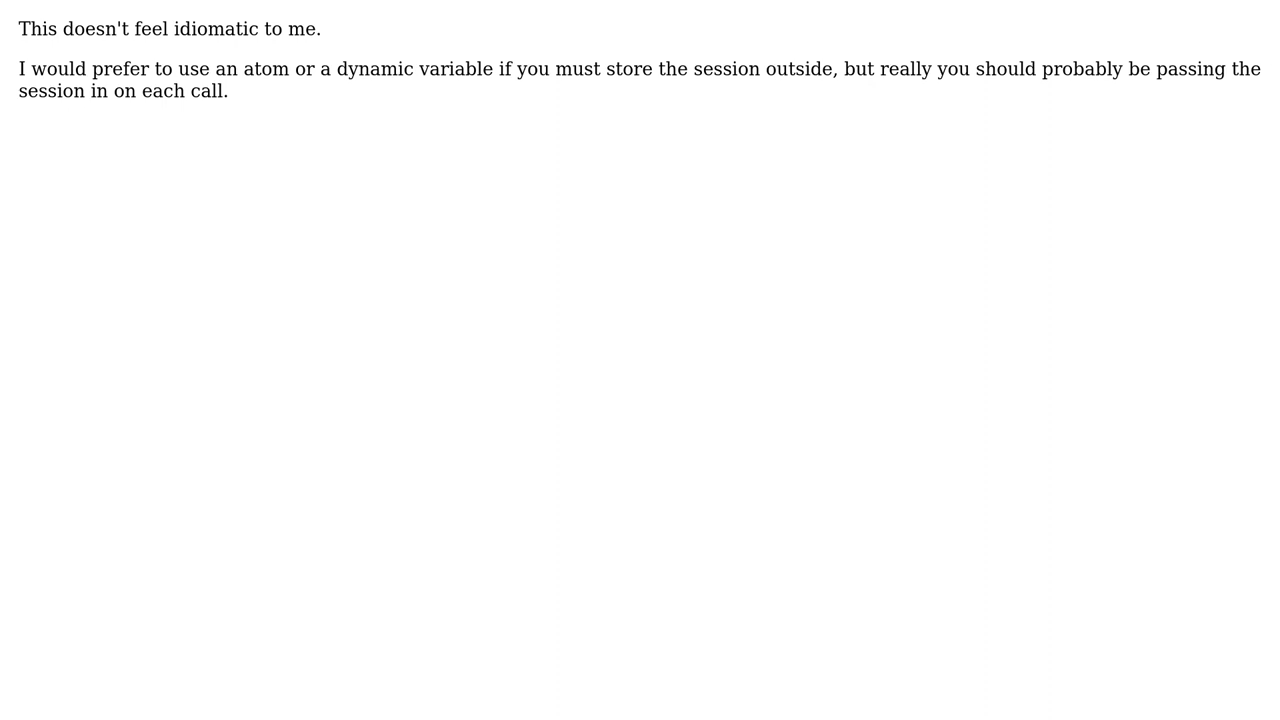 This doesn't feel idiomatic to me.
I would prefer to use an atom or a dynamic variable if you must store the session outside, but really you should probably be passing the
session in on each call.